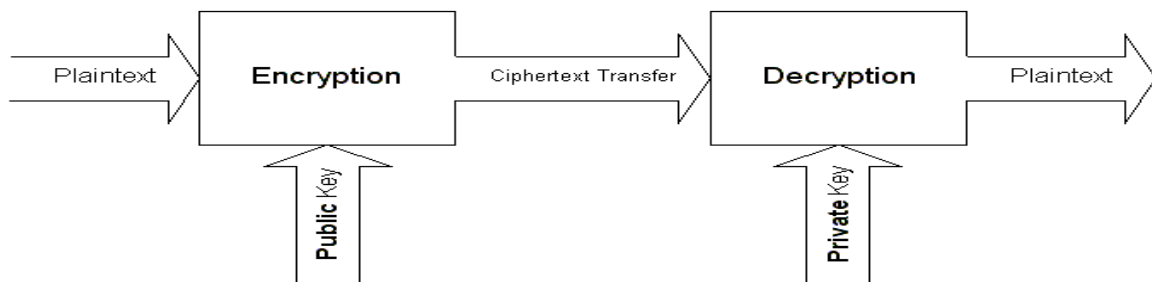 Plaintext
Encryption
Ciphertext Transfer
Decryption
Plaintext
Public Key
Private Key